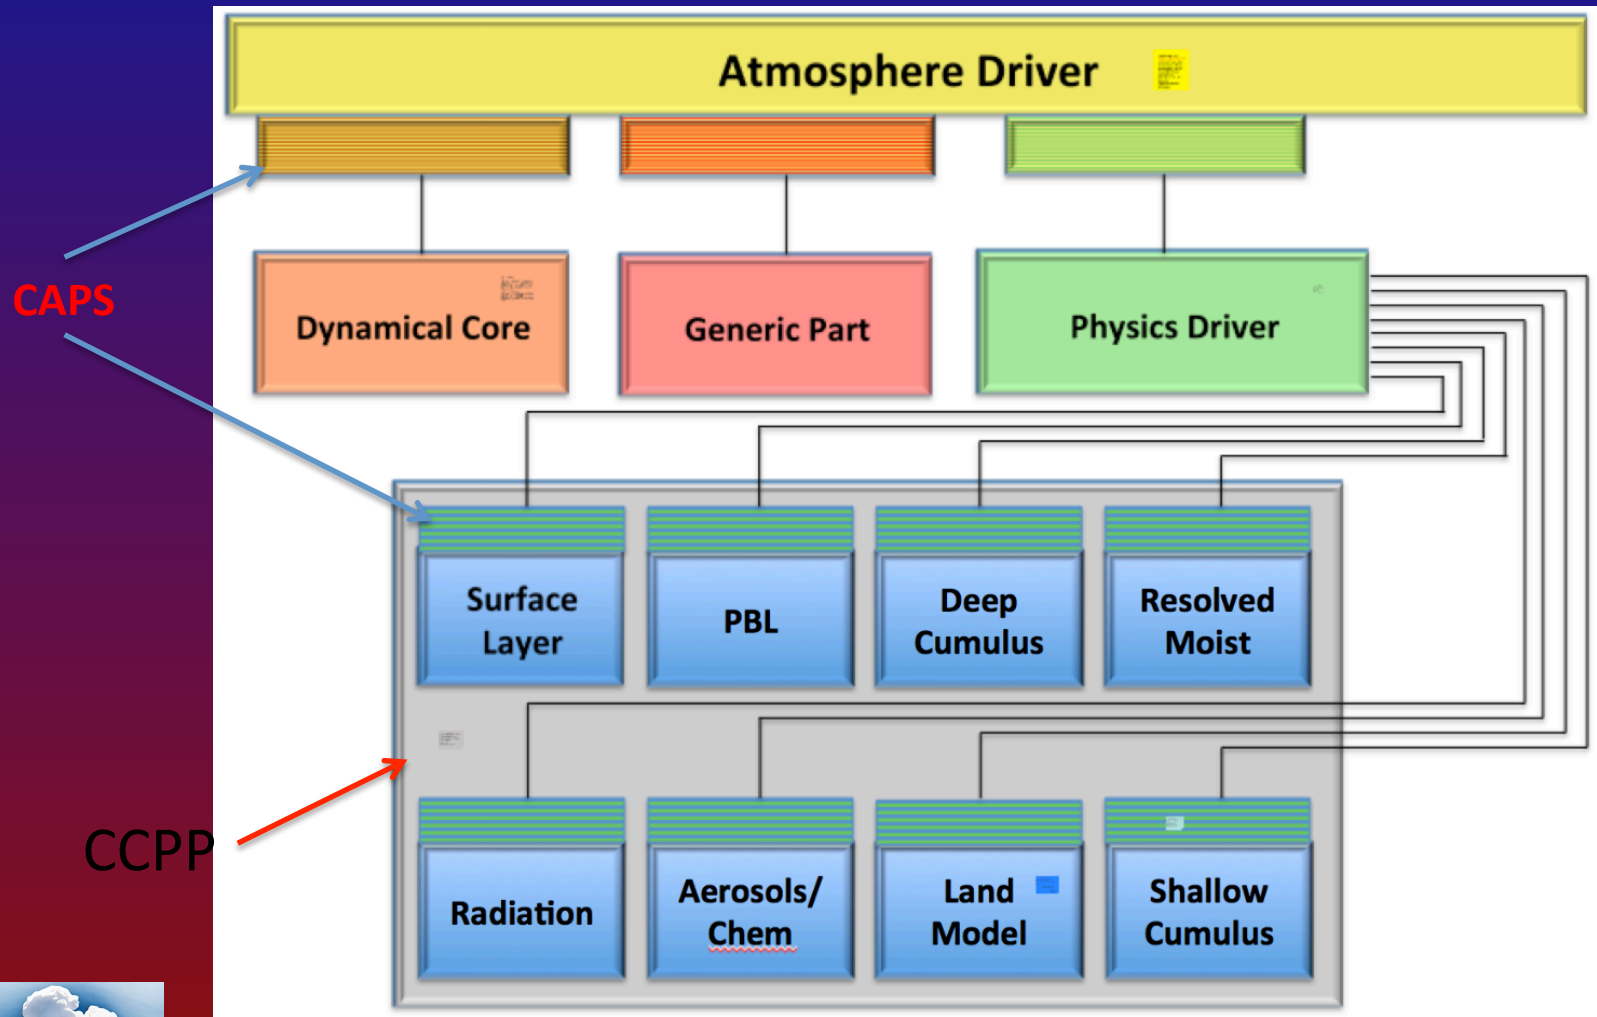 Atmosphere Driver
CAPS
Dynamical Core
Generic Part
Physics Driver
Surface
Layer
PBL
Deep
Cumulus
Resolved
Moist
CCPP
Radiation
Aerosols/
Chem
Land
Model
Shallow
Cumulus